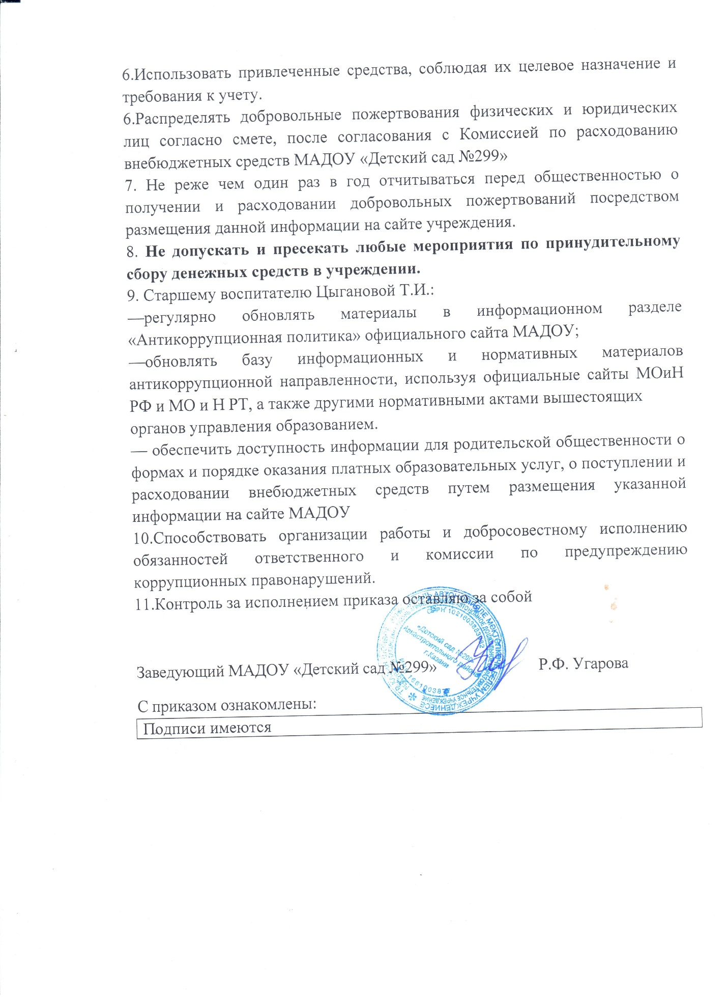 6.Использовать привлеченные средства, соблюдая их целевое назначение и
требования к учету.
6.Распределять добровольные пожертвования физических и юридических
лиц согласно смете, после согласования с Комиссией по расходованию
внебюджетных средств МАДОУ «Детский сад №299»
7. Не реже чем один раз в год отчитываться перед общественностью о
получении и расходовании добровольных пожертвований посредством
размещения данной информации на сайте учреждения.
8. Не допускать и пресекать любые мероприятия по принудительному
сбору денежных средств в учреждении.
9. Старшему воспитателю Цыгановой Т.И.:
—регулярно обновлять материалы в информационном разделе
«Антикоррупционная политика» официального сайта МАДОУ;
—обновлять базу информационных и нормативных материалов
антикоррупционной направленности, используя официальные сайты МОиН
РФ и МО и Н РТ, а также другими нормативными актами вышестоящих
органов управления образованием.
— обеспечить доступность информации для родительской общественности о
формах и порядке оказания платных образовательных услуг, о поступлении и
расходовании внебюджетных средств путем размещения указанной
информации на сайте МАДОУ
10.Способствовать организации работы и добросовестному исполнению
обязанностей ответственного и комиссии по предупреждению
коррупционных правонарушений.
11.Контроль за исполнением приказа оставляю за собой
«Детский сад №299»
Авиастроительного района
г.Казани
Заведующий МАДОУ «Детский сад №299» Р.Ф. Угарова
С приказом ознакомлены:
Подписи имеются